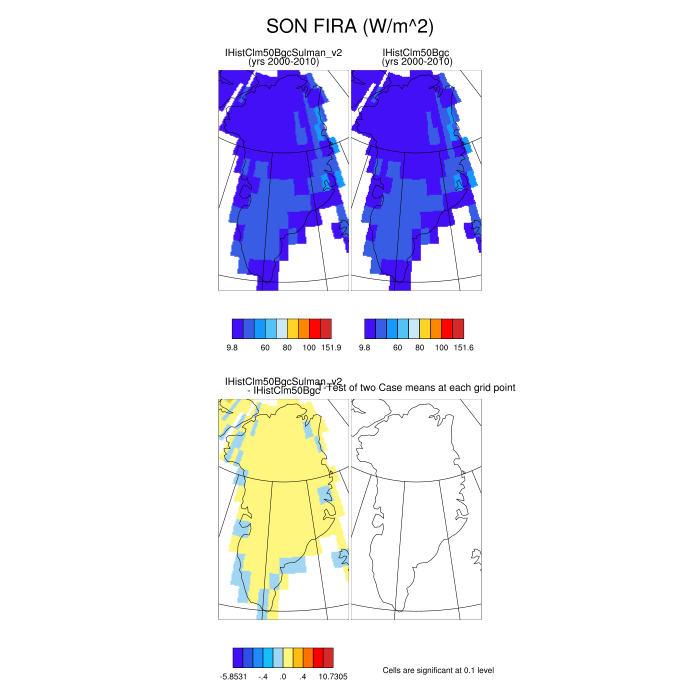 SON FIRA (W/m^2)
IHistClm50BgcSulman_v2
(yrs 2000-2010)
IHistClm50Bgc
(yrs 2000-2010)
9.8 60 80 100 151.9
9.8 60 80 100 151.6
IHistClm50BgcSulman_v2
- IHistClm50Bgc
T-Test of two Case means at each grid point
-5.8531 -.4 .0 .4 10.7305
Cells are significant at 0.1 level